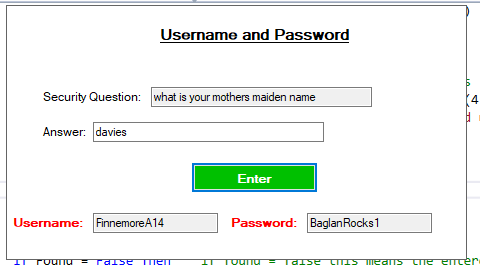 Username and Password
Security Question: what is your mothers maiden name
Answer: davies
Enter
Username: FinnemoreA14 Password: BaglanRocks1
if Found = False Then if found = false this means the entere